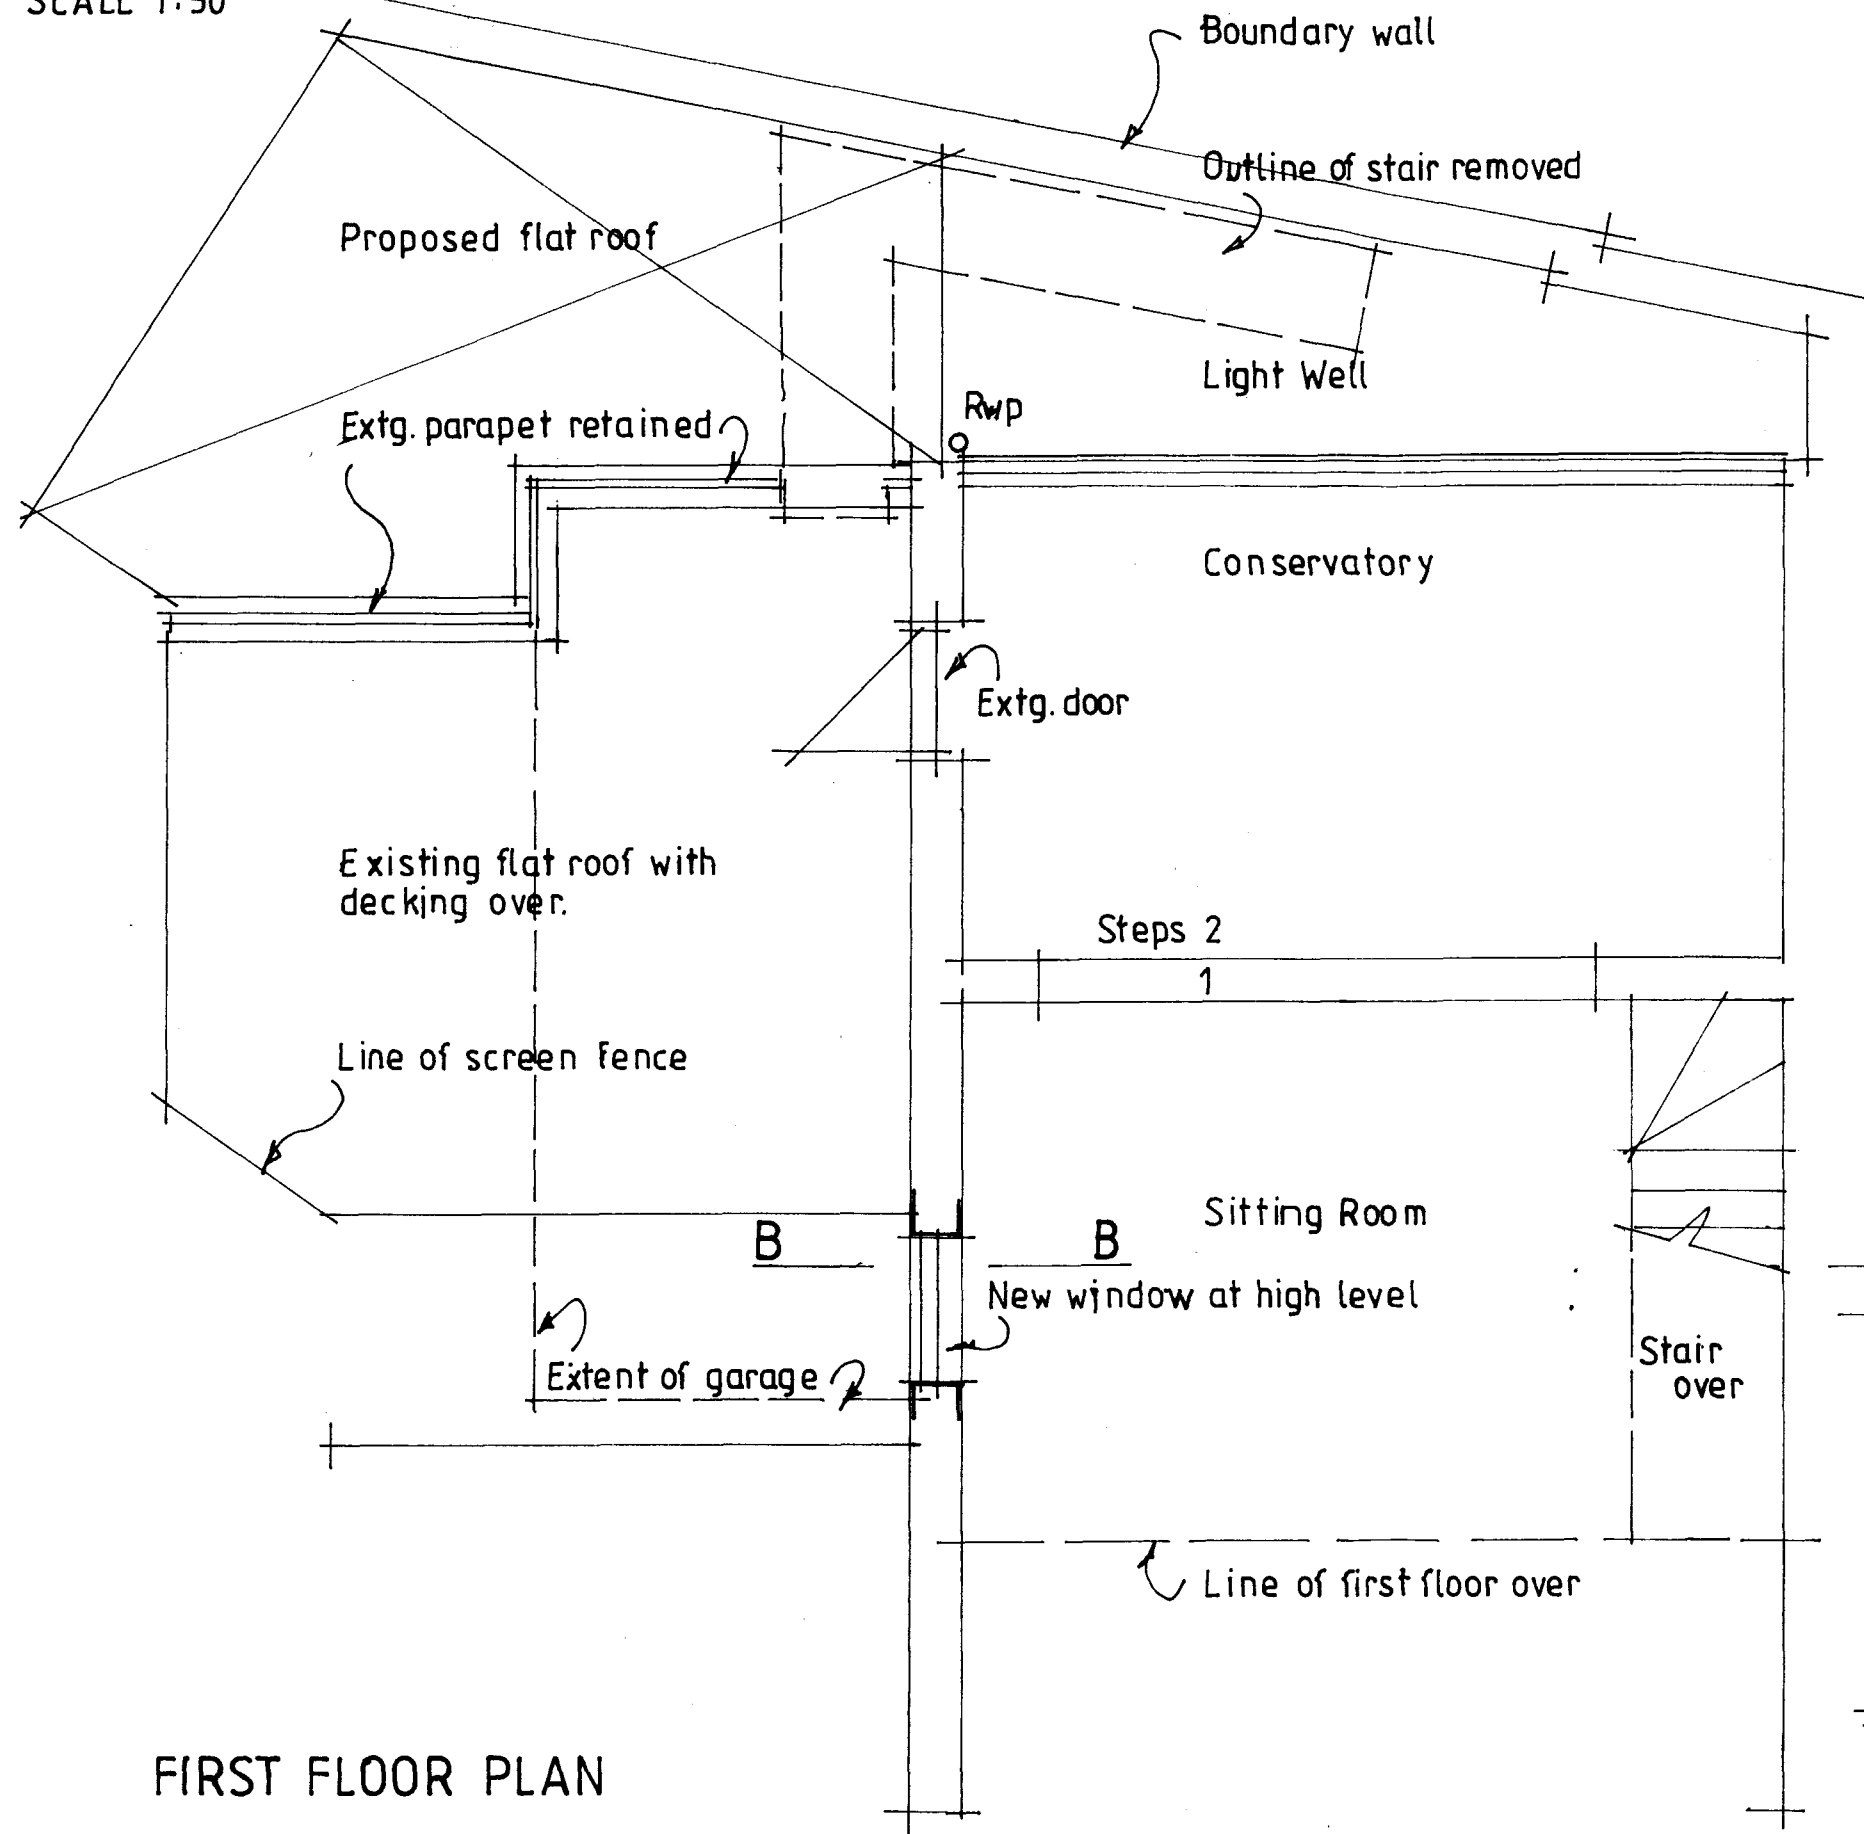 SCALE 1:50
Boundary wall
Outline of stair removed
Proposed flat roof
Light Well
Rwp
Extg. parapet retained
Conservatory
Extg. door
Existing flat roof with
decking over.
Steps 2
1
Line of screen fence
Sitting Room
B
B
New window at high level
Stair
over
Extent of garage
Line of first floor over
FIRST FLOOR PLAN